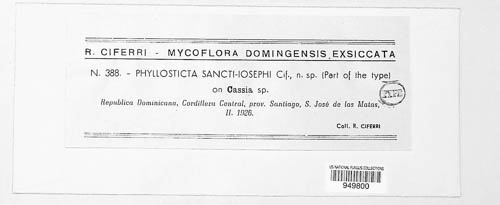 R. CIFERRI - MYCOFLORA DOMINGENSIS EXSICCATA
N. 388. - PHYLLOSTICTA SANCTI-IOSEPHI Cif., n. sp. (Part of the type)
on Cassia sp.
Republica Dominicana, Cordillera Central, prov. Santiago, S. José de las Matas,
II. 1926.
Coll. R. CIFERRI
TYPE
US NATIONAL FUNGUS COLLECTIONS
949800